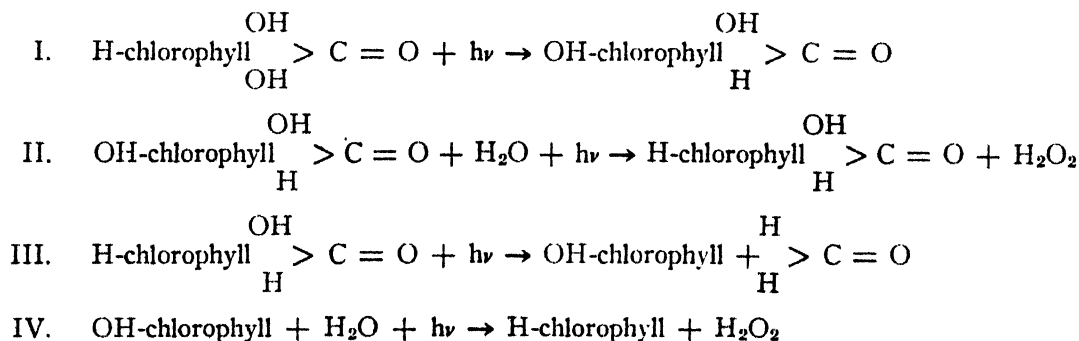 OH OH
I. H-chlorophyll > C = O + hν → OH-chlorophyll > C = O
OH H
OH OH
II. OH-chlorophyll > C = O + H₂O + hν → H-chlorophyll > C = O + H₂O₂
H H
OH H
III. H-chlorophyll > C = O + hν → OH-chlorophyll + > C = O
H H
IV. OH-chlorophyll + H₂O + hν → H-chlorophyll + H₂O₂